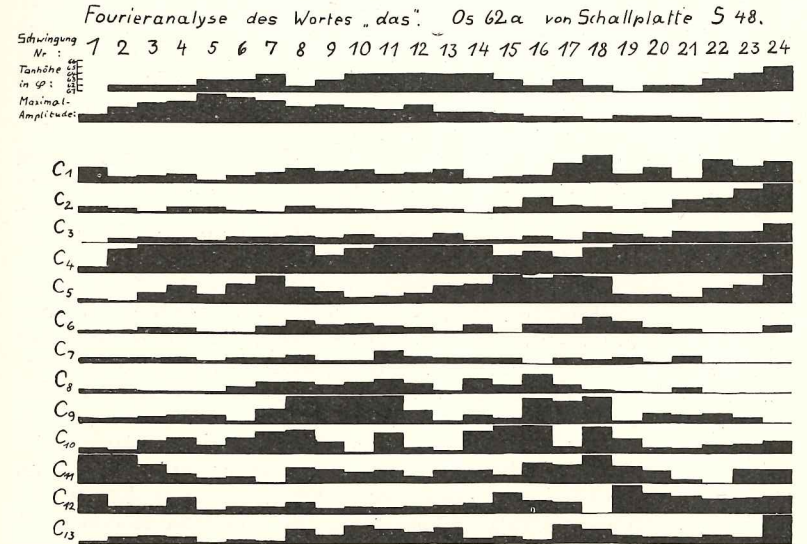 Fourieranalyse des Wortes „das“. Os 62a von Schallplatte S 48.
Schwingung Nr : 1 2 3 4 5 6 7 8 9 10 11 12 13 14 15 16 17 18 19 20 21 22 23 24
Tonhöhe in φ :
Maximal-
Amplitude:
C1
C2
C3
C4
C5
C6
C7
C8
C9
C10
C11
C12
C13